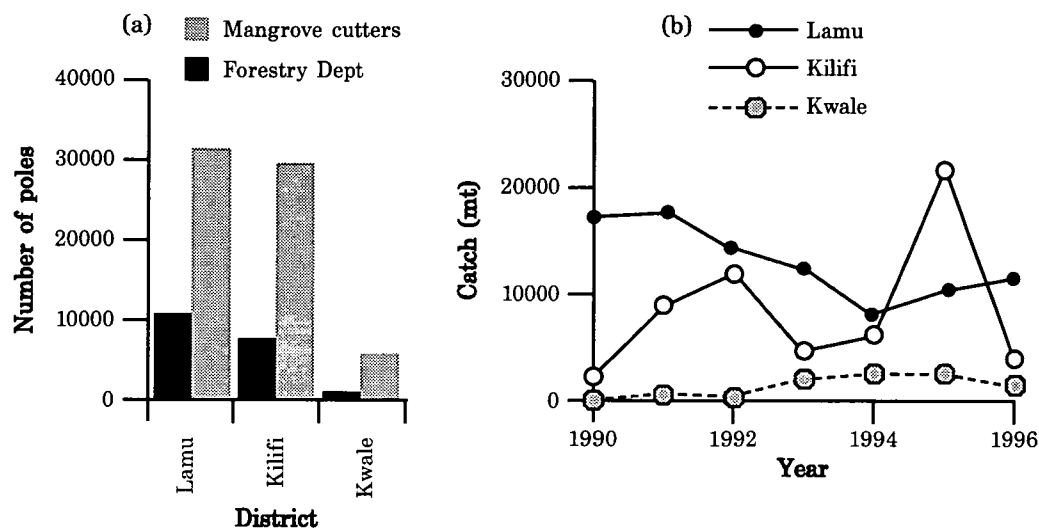 (a)
Mangrove cutters
Forestry Dept
40000
30000
20000
10000
0
Number of poles
Lamu
Kilifi
Kwale
District
(b)
Lamu
Kilifi
Kwale
30000
20000
10000
0
Catch (mt)
1990
1992
1994
1996
Year